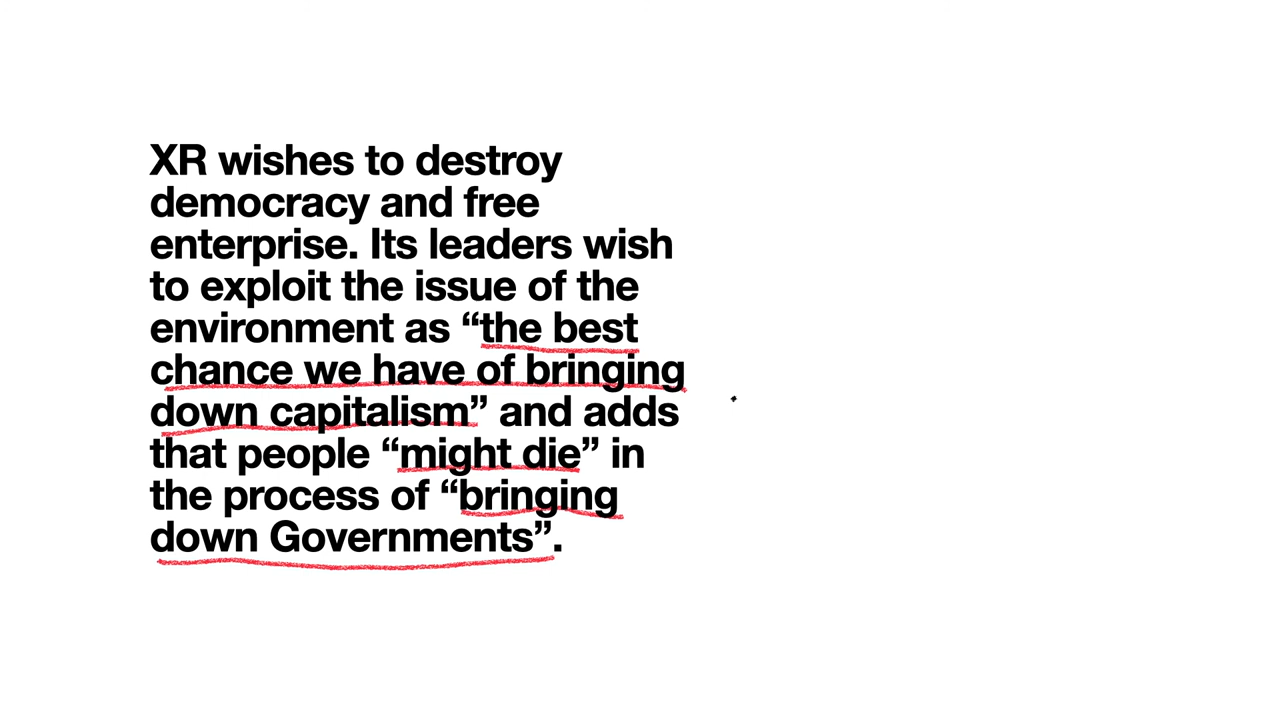 XR wishes to destroy
democracy and free
enterprise. Its leaders wish
to exploit the issue of the
environment as “the best
chance we have of bringing
down capitalism” and adds
that people “might die” in
the process of “bringing
down Governments”.